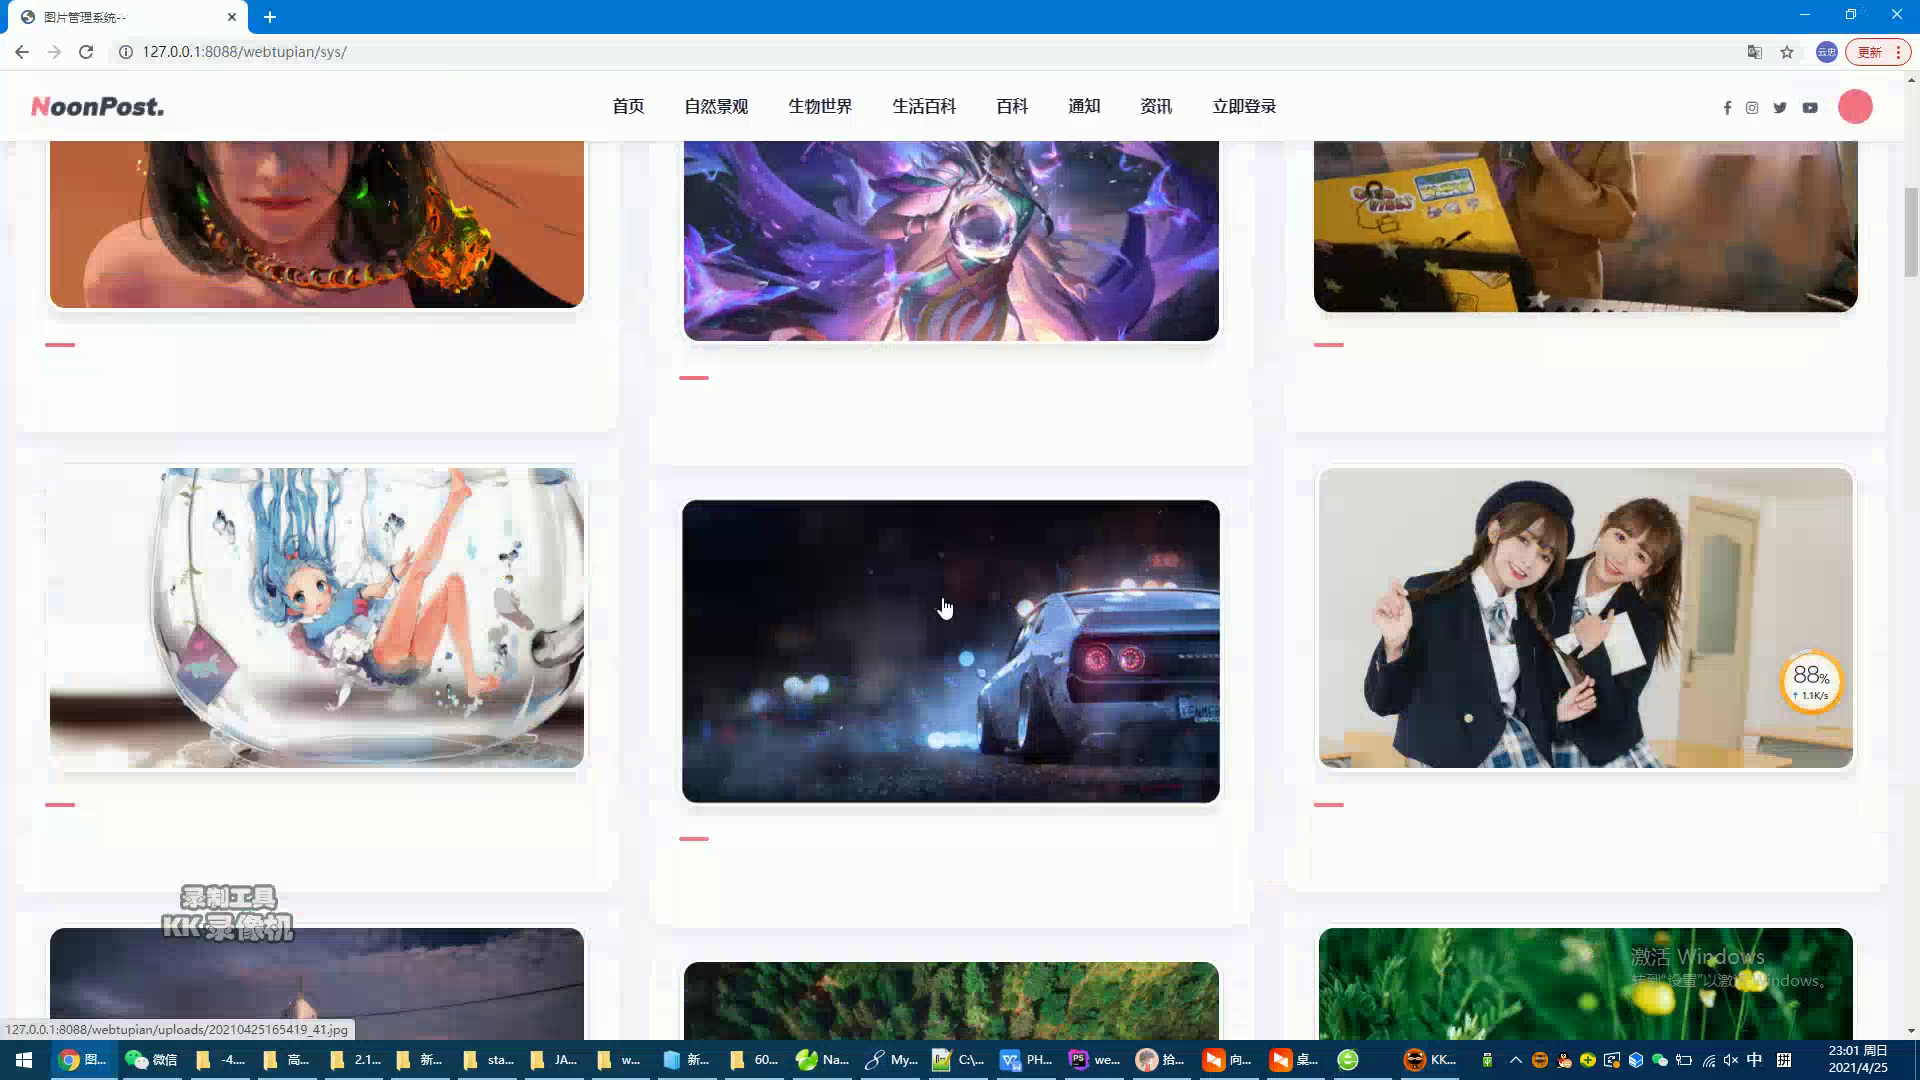 图片管理系统--
127.0.0.1:8088/webtupian/sys/
云忠
更新
NoonPost.
首页
自然景观
生物世界
生活百科
百科
通知
资讯
立即登录
88%
↑ 1.1K/s
录制工具
KK 录像机
激活 Windows
转到“设置”以激活 Windows。
127.0.0.1:8088/webtupian/uploads/20210425165419_41.jpg
图...
微信
-4....
高...
2.1...
新...
sta...
JA...
w...
新...
60...
Na...
My...
C:\...
PH...
we...
拾...
向...
桌...
KK...
中
23:01 周日
2021/4/25